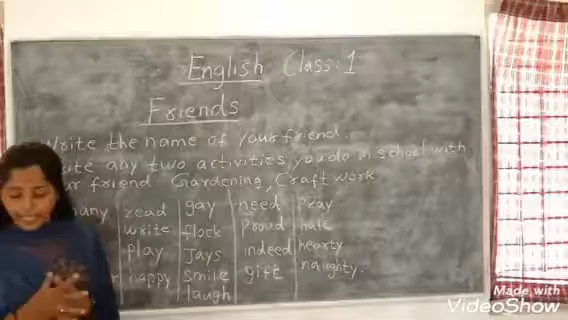 English Class: 1
Friends
Write the name of your friend.
any two activities you do in school with
friend Gardening, Craft work
many read gay need Pray
write flock Proud hate
play Jays indeed hearty
happy smile gift naughty.
laugh
Made with
VideoShow